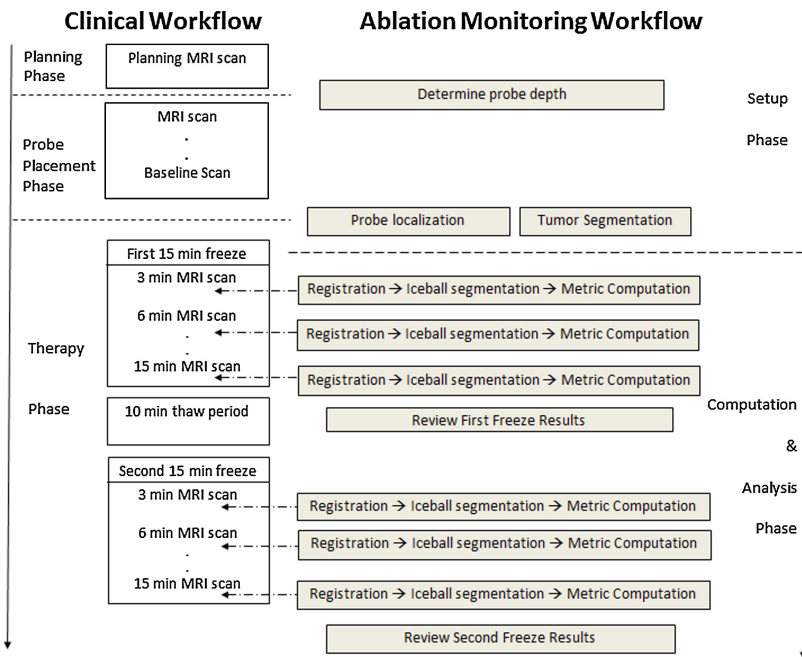 Clinical Workflow
Ablation Monitoring Workflow
Planning
Phase
Planning MRI scan
Determine probe depth
Setup
Phase
Probe
Placement
Phase
MRI scan
.
.
Baseline Scan
Probe localization
Tumor Segmentation
Therapy
Phase
First 15 min freeze
3 min MRI scan
Registration → Iceball segmentation → Metric Computation
6 min MRI scan
Registration → Iceball segmentation → Metric Computation
.
.
15 min MRI scan
Registration → Iceball segmentation → Metric Computation
10 min thaw period
Review First Freeze Results
Computation
&
Analysis
Phase
Second 15 min freeze
3 min MRI scan
Registration → Iceball segmentation → Metric Computation
6 min MRI scan
Registration → Iceball segmentation → Metric Computation
.
.
15 min MRI scan
Registration → Iceball segmentation → Metric Computation
Review Second Freeze Results